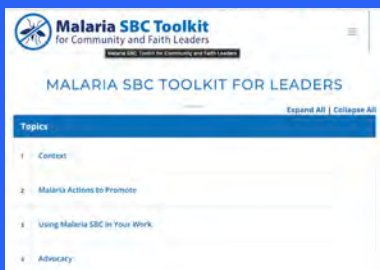 Malaria SBC Toolkit
for Community and Faith Leaders
Malaria SBC Toolkit for Community and Faith Leaders
MALARIA SBC TOOLKIT FOR LEADERS
Expand All | Collapse All
Topics
1 Context
2 Malaria Actions to Promote
3 Using Malaria SBC in Your Work
4 Advocacy